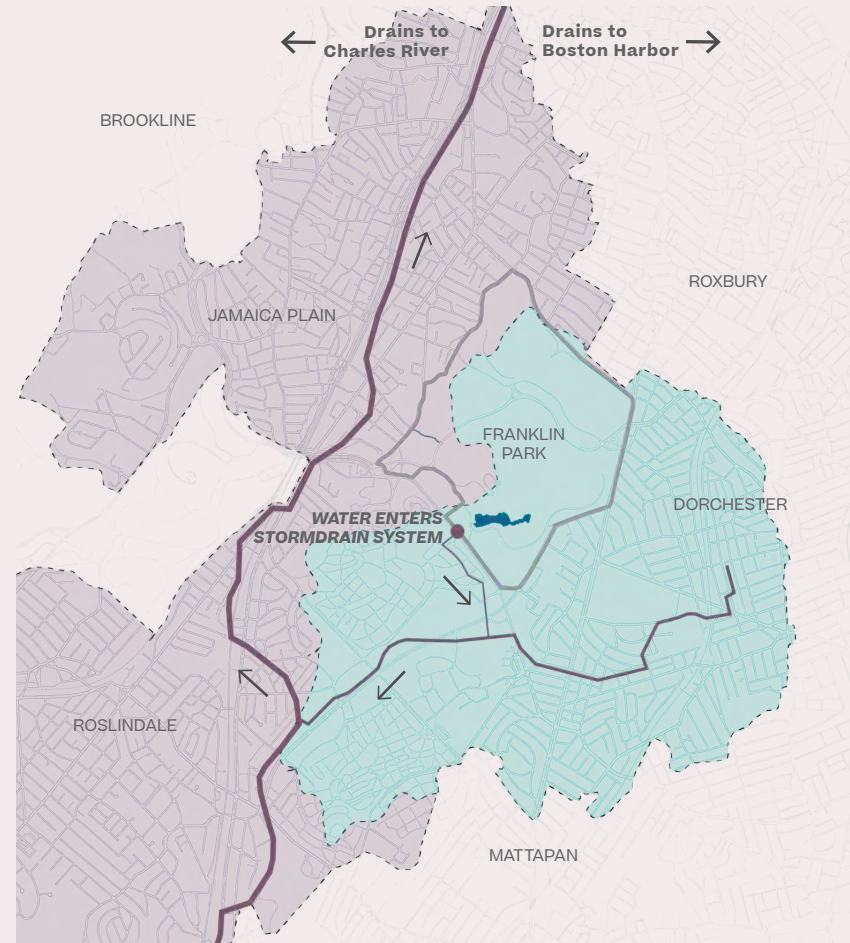 Drains to
Charles River
Drains to
Boston Harbor
BROOKLINE
ROXBURY
JAMAICA PLAIN
FRANKLIN
PARK
DORCHESTER
WATER ENTERS
STORMDRAIN SYSTEM
ROSLINDALE
MATTAPAN